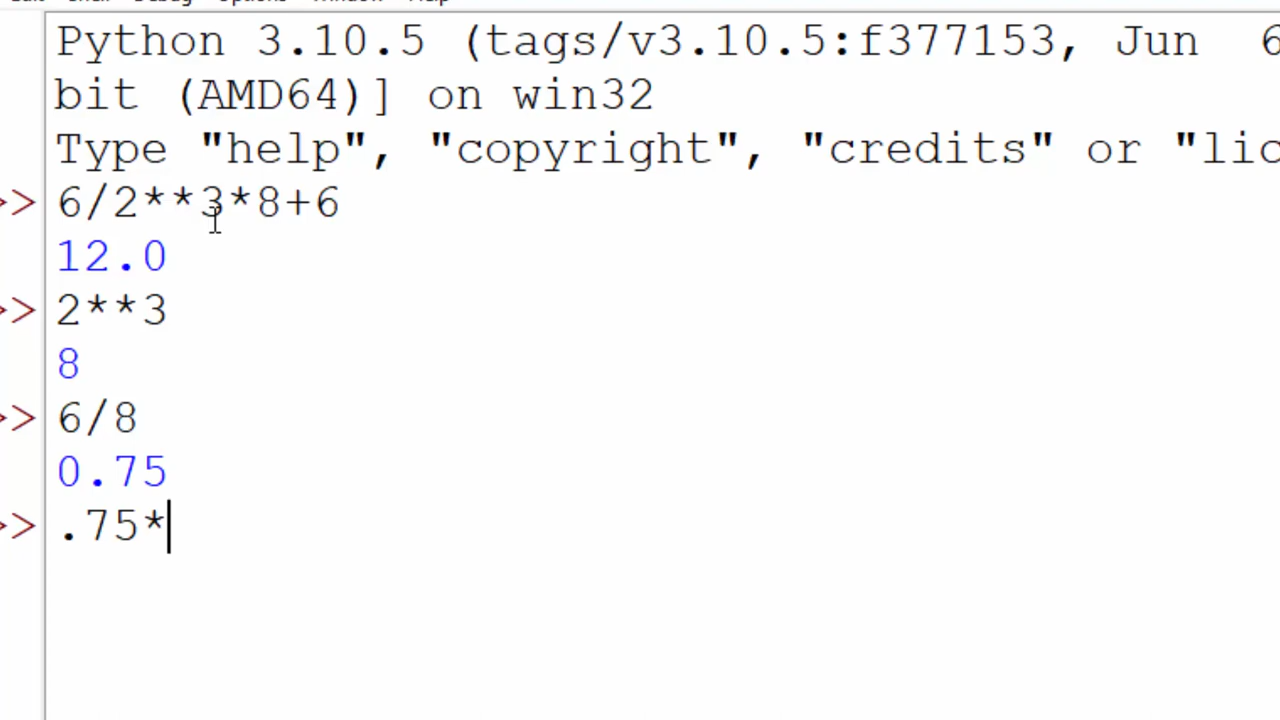 Python 3.10.5 (tags/v3.10.5:f377153, Jun 6
bit (AMD64)] on win32
Type "help", "copyright", "credits" or "lic
>> 6/2**3*8+6
12.0
>> 2**3
8
>> 6/8
0.75
>> .75*